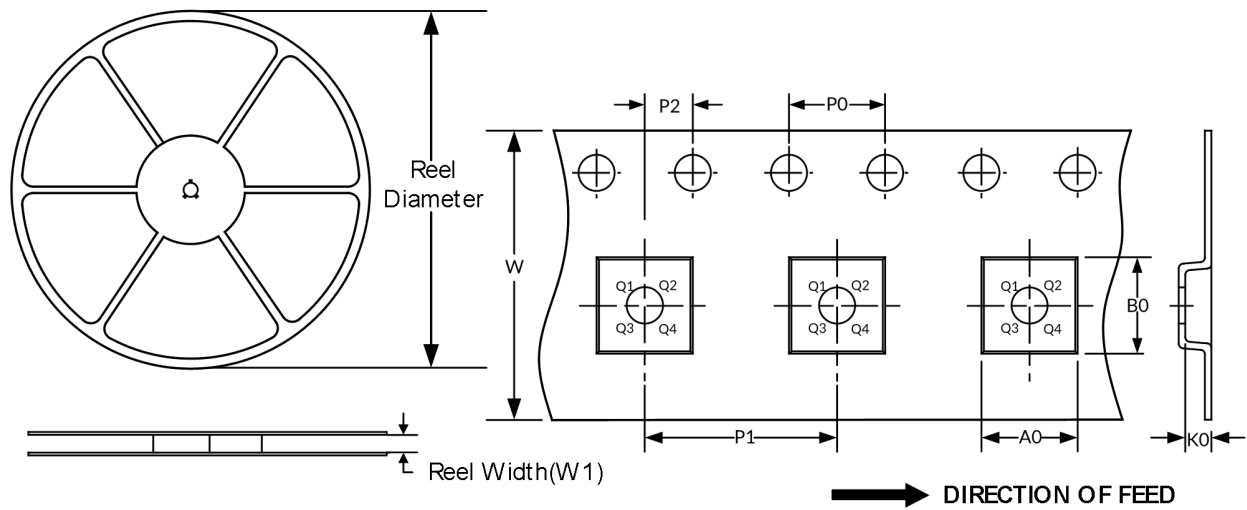 P2
P0
Reel
Diameter
W
Q1 Q2
Q3 Q4
Q1 Q2
Q3 Q4
Q1 Q2
Q3 Q4
B0
P1
A0
K0
Reel Width(W1)
DIRECTION OF FEED